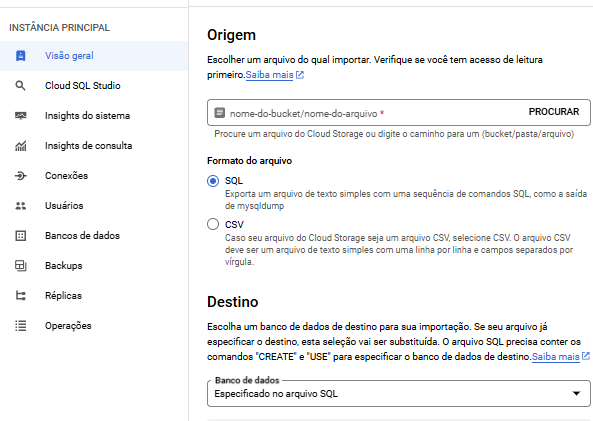 INSTÂNCIA PRINCIPAL
Visão geral
Cloud SQL Studio
Insights do sistema
Insights de consulta
Conexões
Usuários
Bancos de dados
Backups
Réplicas
Operações
Origem
Escolher um arquivo do qual importar. Verifique se você tem acesso de leitura
primeiro.Saiba mais
nome-do-bucket/nome-do-arquivo * PROCURAR
Procure um arquivo do Cloud Storage ou digite o caminho para um (bucket/pasta/arquivo)
Formato do arquivo
SQL
Exporta um arquivo de texto simples com uma sequência de comandos SQL, como a saída
de mysqldump
CSV
Caso seu arquivo do Cloud Storage seja um arquivo CSV, selecione CSV. O arquivo CSV
deve ser um arquivo de texto simples com uma linha por linha e campos separados por
vírgula.
Destino
Escolha um banco de dados de destino para sua importação. Se seu arquivo já
especificar o destino, esta seleção vai ser substituída. O arquivo SQL precisa conter os
comandos "CREATE" e "USE" para especificar o banco de dados de destino.Saiba mais
Banco de dados
Especificado no arquivo SQL